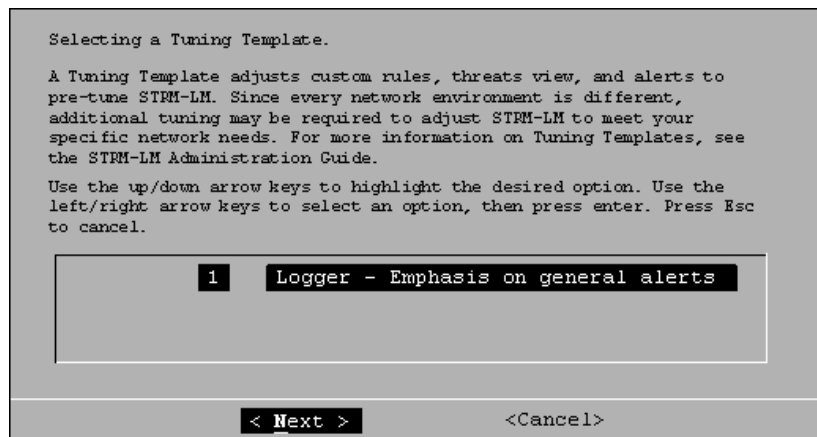 Selecting a Tuning Template.
A Tuning Template adjusts custom rules, threats view, and alerts to
pre-tune STRM-LM. Since every network environment is different,
additional tuning may be required to adjust STRM-LM to meet your
specific network needs. For more information on Tuning Templates, see
the STRM-LM Administration Guide.
Use the up/down arrow keys to highlight the desired option. Use the
left/right arrow keys to select an option, then press enter. Press Esc
to cancel.
1 Logger - Emphasis on general alerts
< Next > <Cancel>